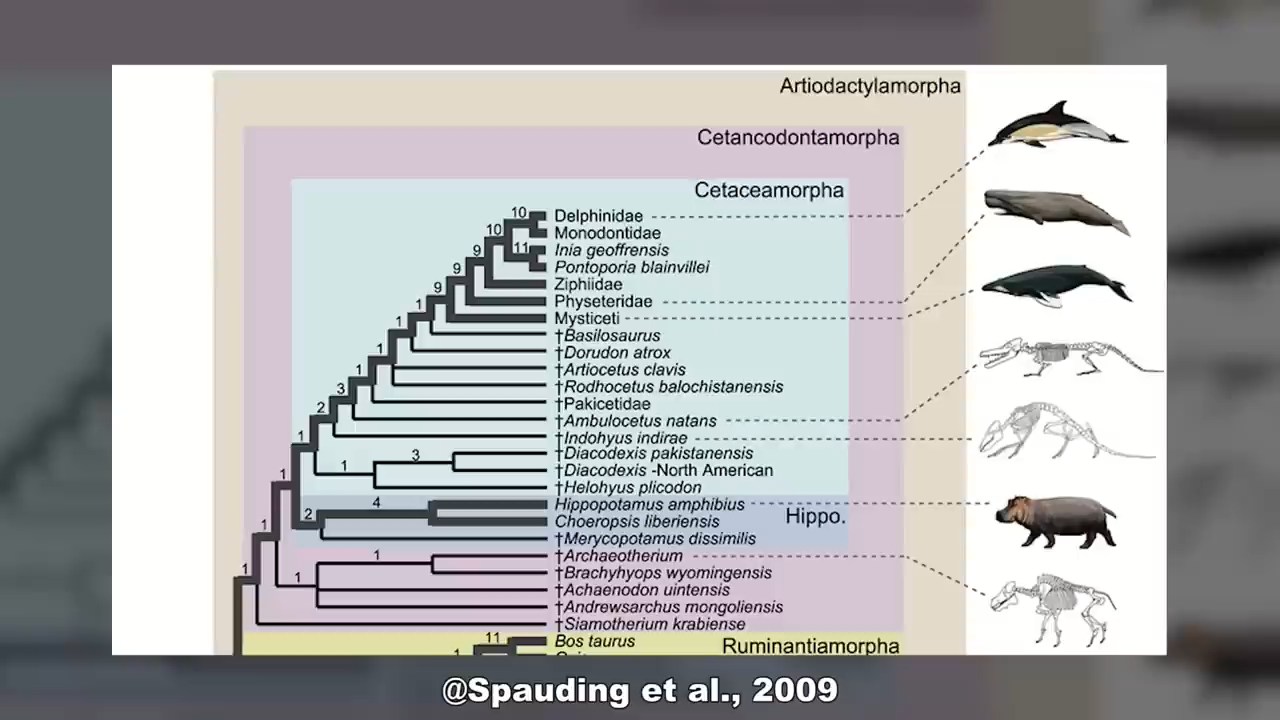 Artiodactylamorpha
Cetancodontamorpha
Cetaceamorpha
10
Delphinidae
10
Monodontidae
9
11
Inia geoffrensis
9
Pontoporia blainvillei
9
Ziphiidae
1
Physeteridae
1
Mysticeti
1
†Basilosaurus
1
†Dorudon atrox
3
†Artiocetus clavis
2
†Rodhocetus balochistanensis
1
†Pakicetidae
†Ambulocetus natans
†Indohyus indirae
3
†Diacodexis pakistanensis
1
†Diacodexis -North American
1
†Helohyus plicodon
4
Hippopotamus amphibius
2
Choeropsis liberiensis
Hippo.
1
†Merycopotamus dissimilis
1
†Archaeotherium
1
1
†Brachyhyops wyomingensis
†Achaenodon uintensis
†Andrewsarchus mongoliensis
†Siamotherium krabiense
11
Bos taurus
Ruminantiamorpha
1
@Spauding et al., 2009